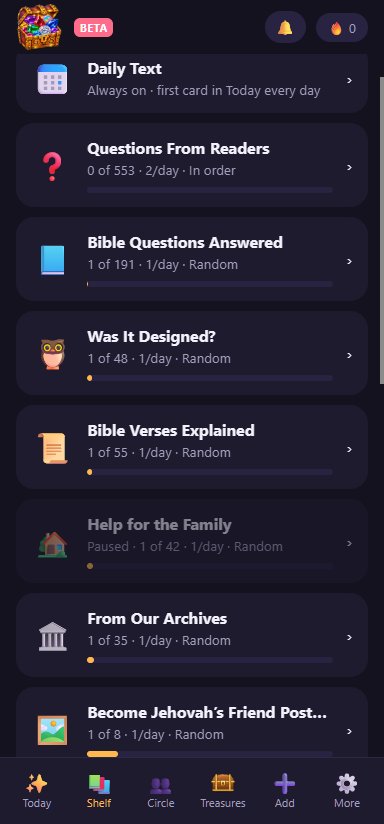 BETA
0
Daily Text
Always on · first card in Today every day
Questions From Readers
0 of 553 · 2/day · In order
Bible Questions Answered
1 of 191 · 1/day · Random
Was It Designed?
1 of 48 · 1/day · Random
Bible Verses Explained
1 of 55 · 1/day · Random
Help for the Family
Paused · 1 of 42 · 1/day · Random
From Our Archives
1 of 35 · 1/day · Random
Become Jehovah’s Friend Post…
1 of 8 · 1/day · Random
Today
Shelf
Circle
Treasures
Add
More